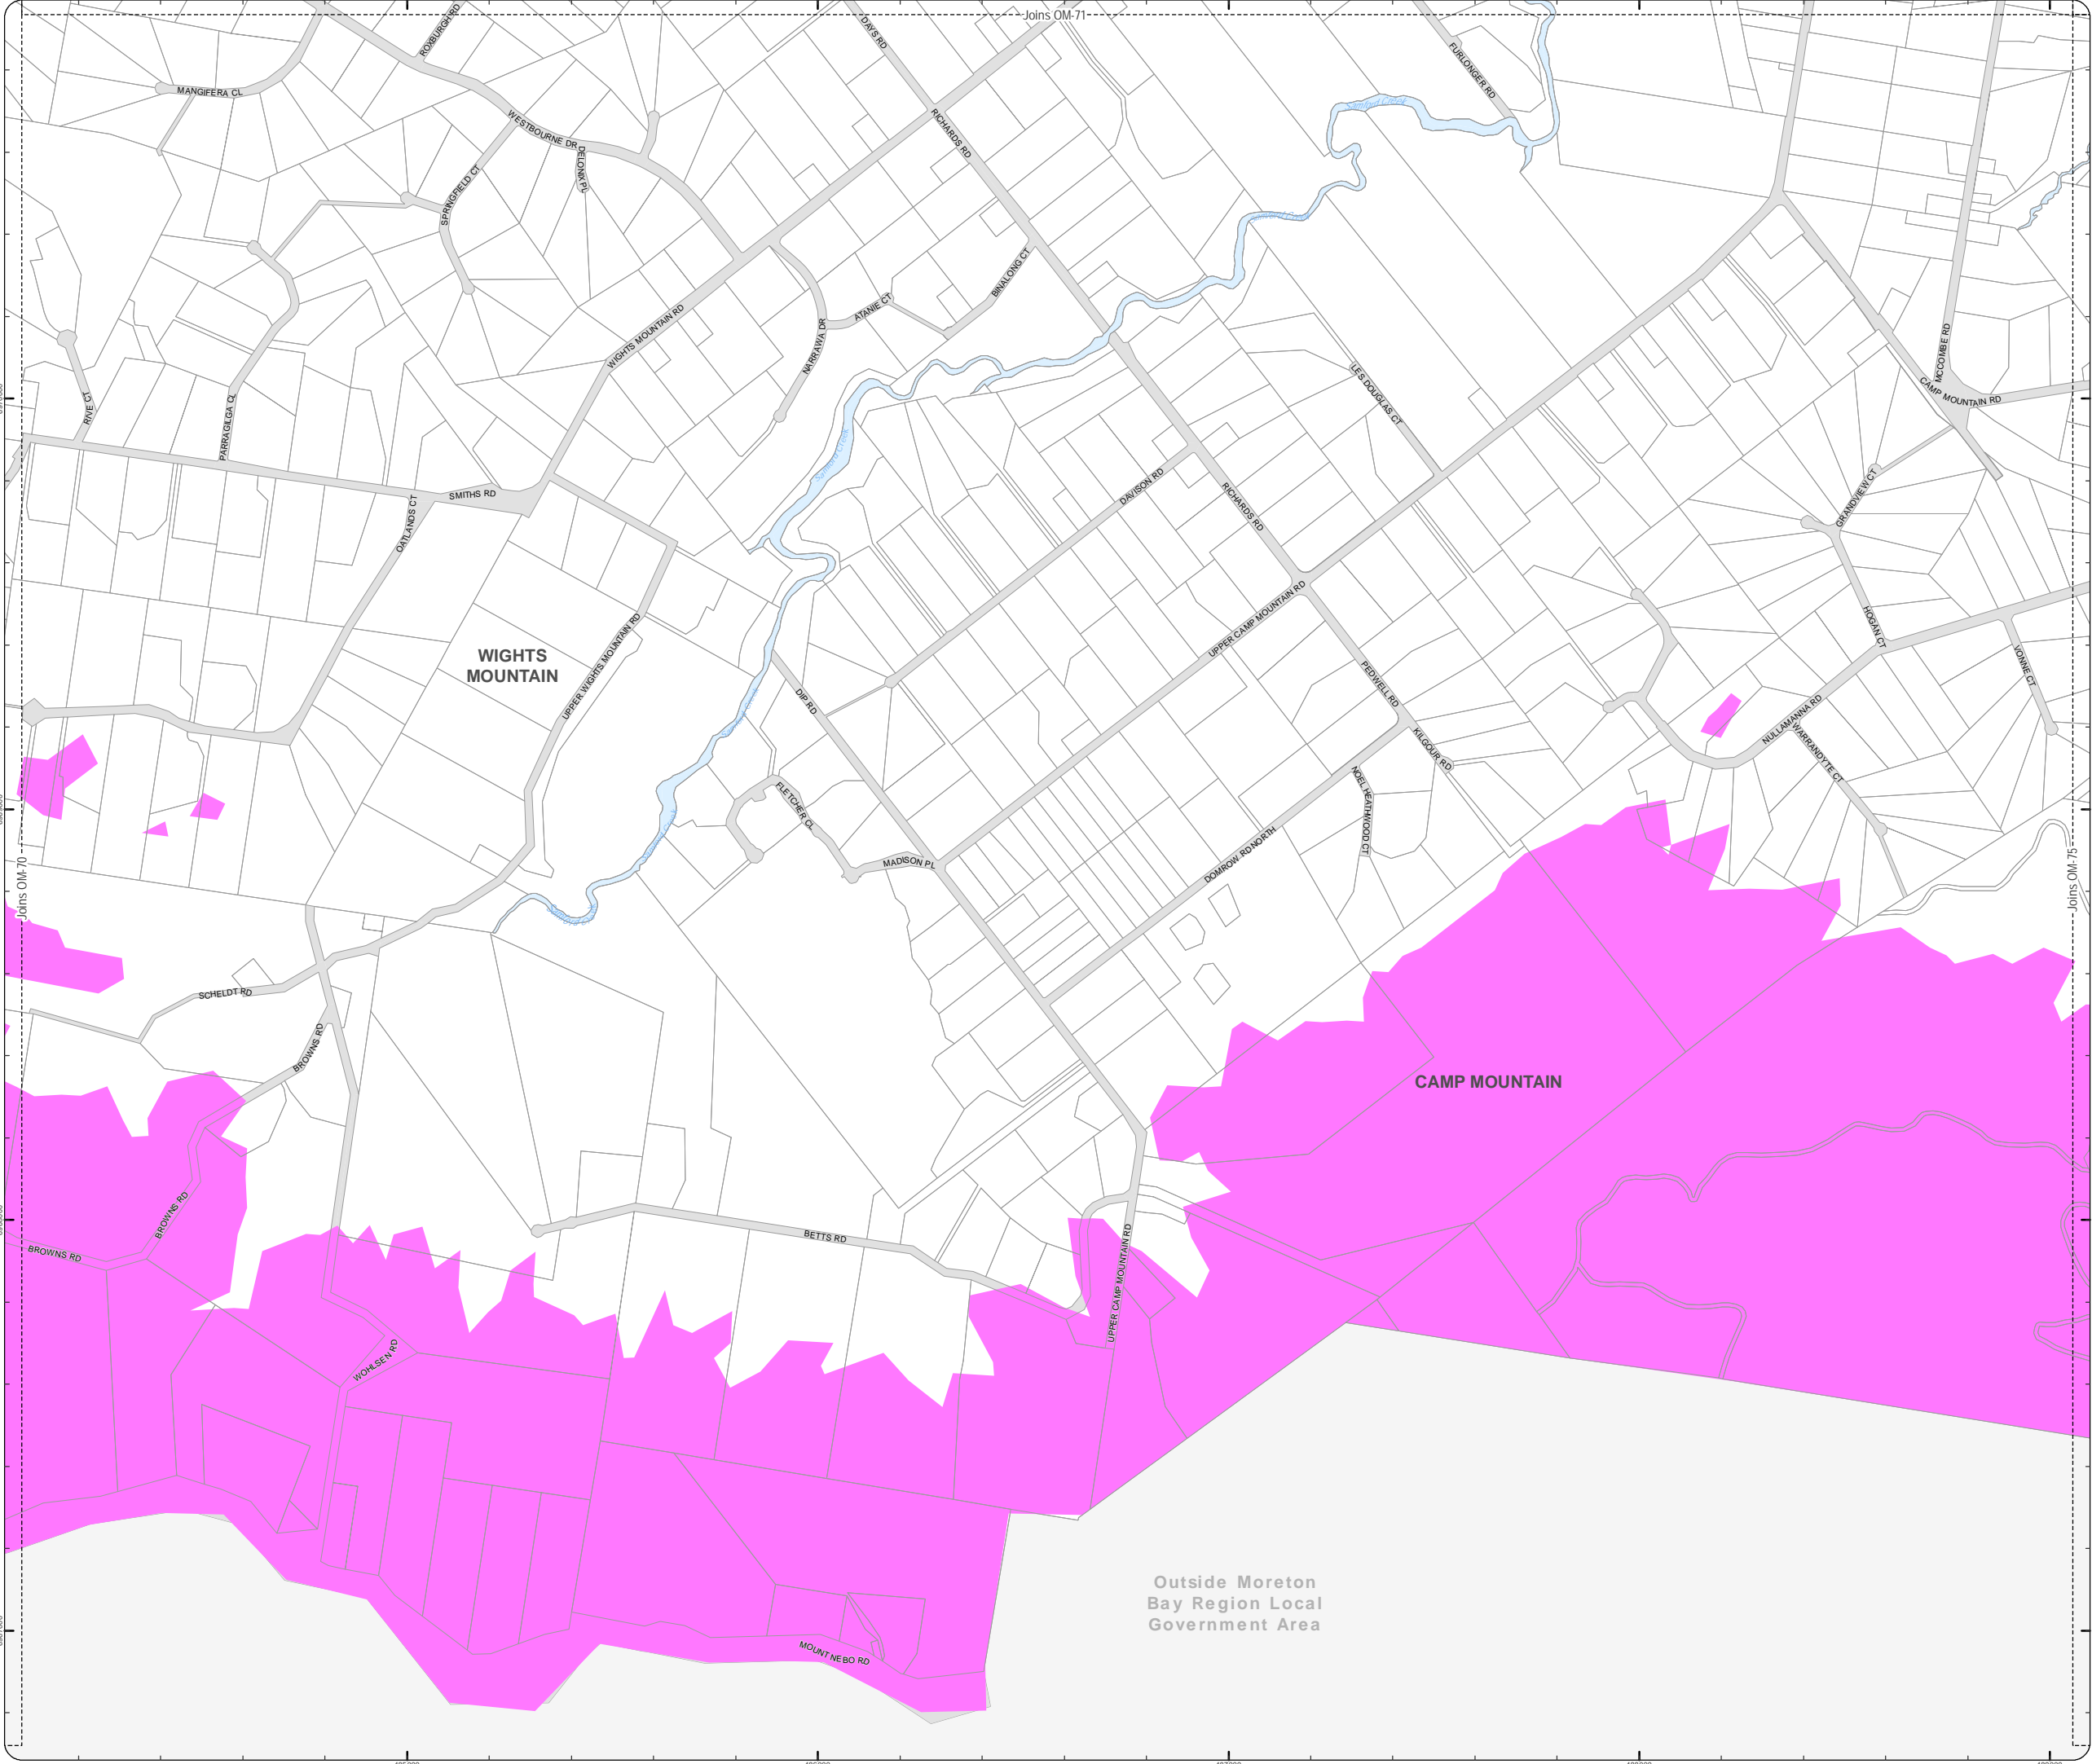 Joins OM-71
ROXBURGH RD
DAYS RD
FURLONGER RD
MANGIFERA CL
Samford Creek
WESTBOURNE DR
RICHARDS RD
DELONIX PL
SPRINGFIELD CT
BINALONG CT
ATANIE CT
WIGHTS MOUNTAIN RD
NARRAWA DR
MCCOMBE RD
LES DOUGLAS CT
CAMP MOUNTAIN RD
RIVE CT
PARRAGILGA CL
Samford Creek
DAVISON RD
SMITHS RD
RICHARDS RD
GRANDVIEW CT
OATLANDS CT
UPPER CAMP MOUNTAIN RD
HOGAN CT
WIGHTS
MOUNTAIN
UPPER WIGHTS MOUNTAIN RD
VONNE CT
PEDWELL RD
DIP RD
NULLAMANNA RD
WARRANDYTE CT
KILGOUR RD
NOEL HEATHWOOD CT
FLETCHER CL
MADISON PL
DOMROW RD NORTH
Joins OM-70
Joins OM-75
SCHELDT RD
BROWNS RD
CAMP MOUNTAIN
BROWNS RD
BETTS RD
BROWNS RD
UPPER CAMP MOUNTAIN RD
WOHLSEN RD
Outside Moreton
Bay Region Local
Government Area
MOUNT NEBO RD